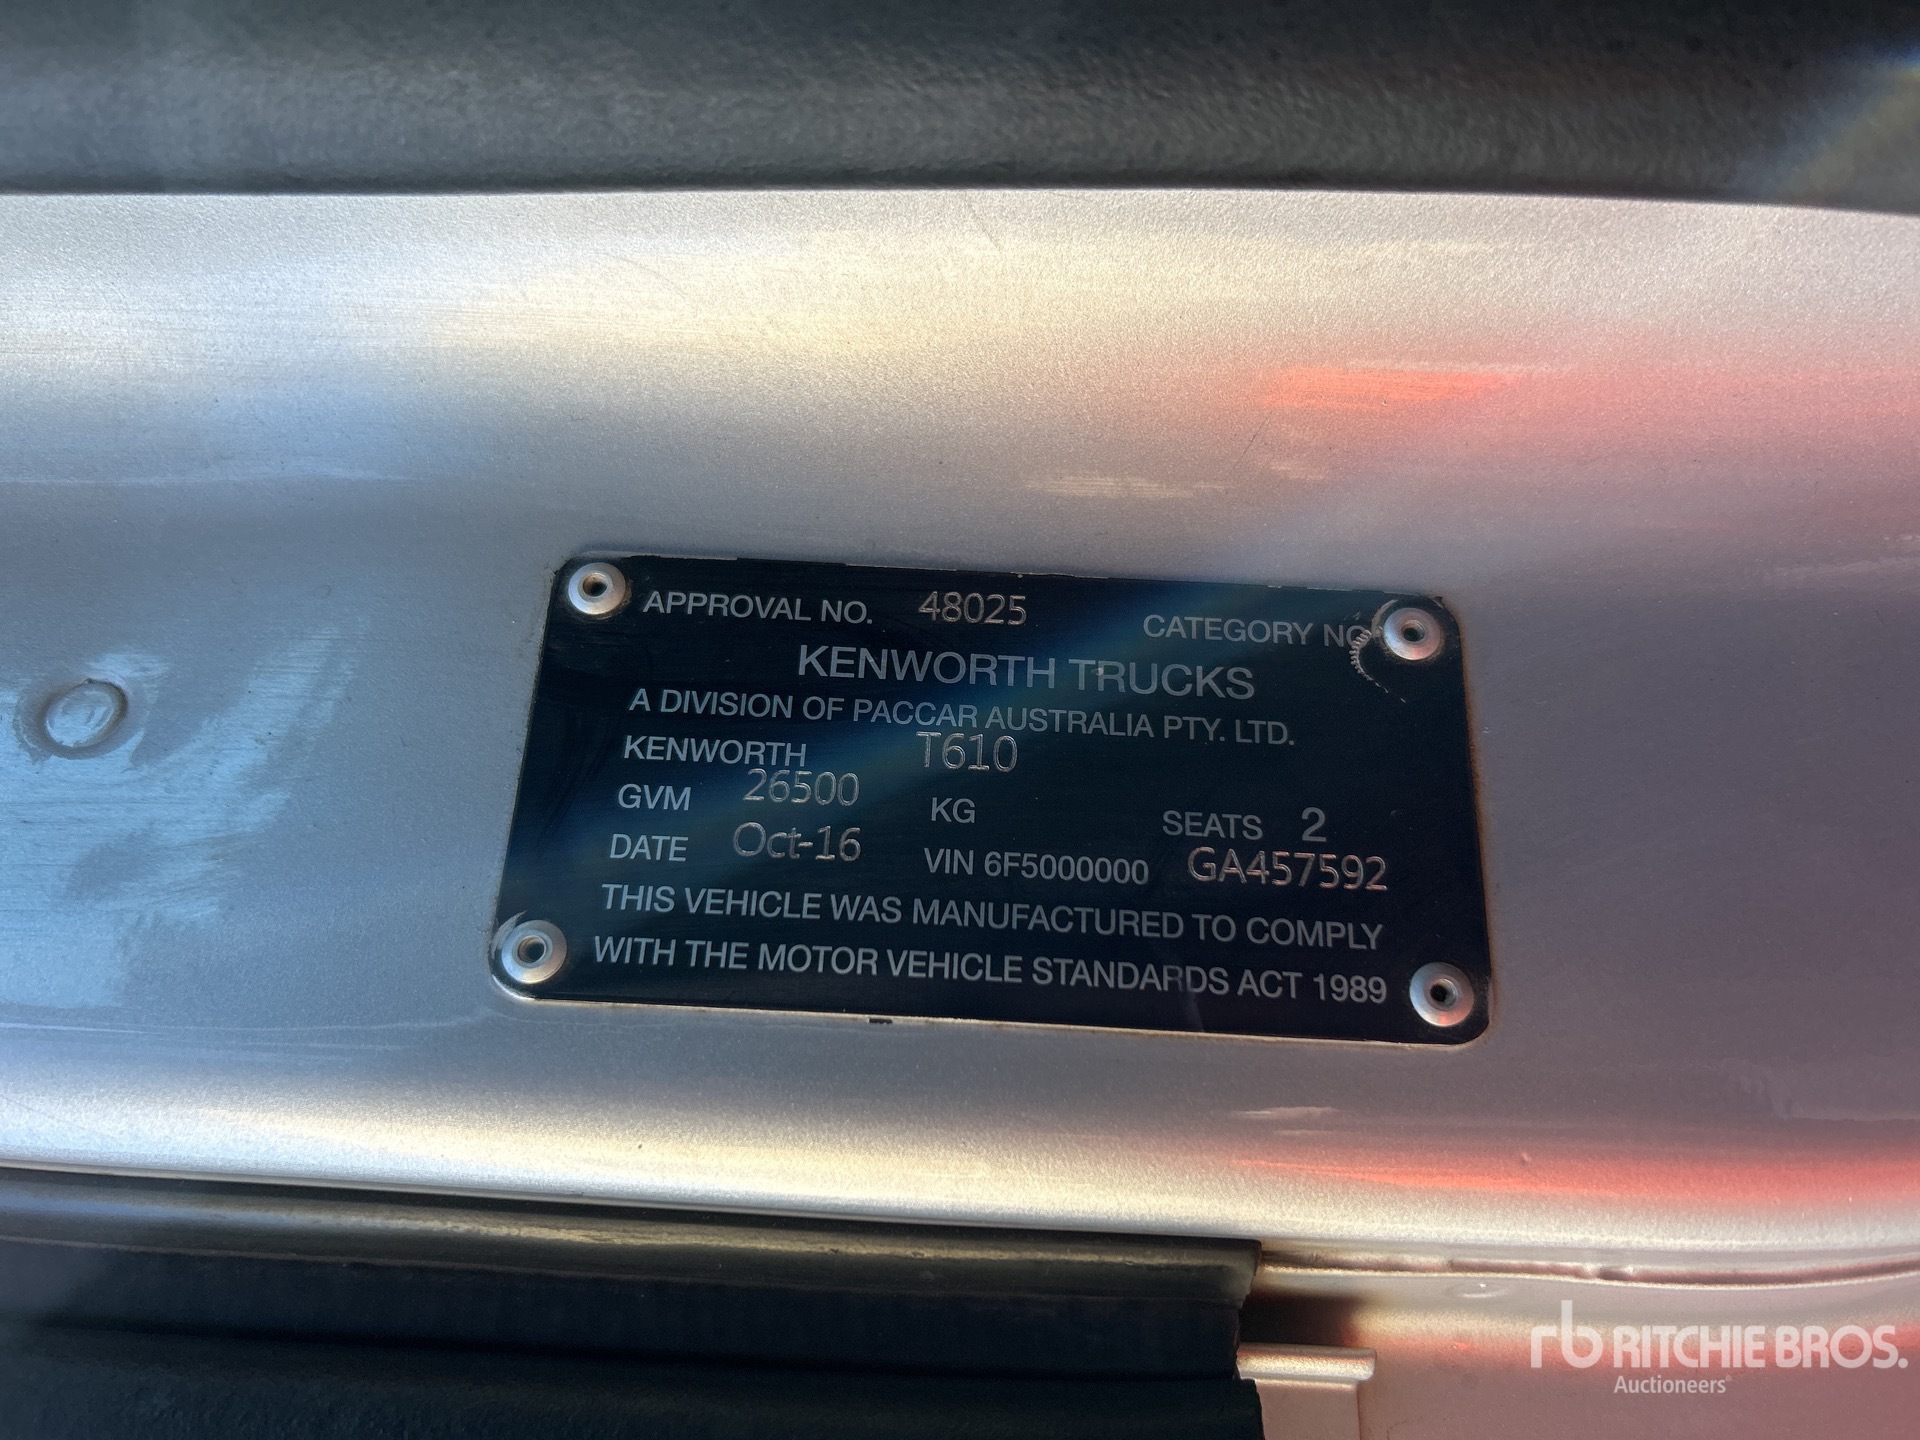 APPROVAL NO. 48025 CATEGORY NO
KENWORTH TRUCKS
A DIVISION OF PACCAR AUSTRALIA PTY. LTD.
KENWORTH T610
GVM 26500 KG SEATS 2
DATE Oct-16 VIN 6F5000000 GA457592
THIS VEHICLE WAS MANUFACTURED TO COMPLY
WITH THE MOTOR VEHICLE STANDARDS ACT 1989
rb RITCHIE BROS.
Auctioneers